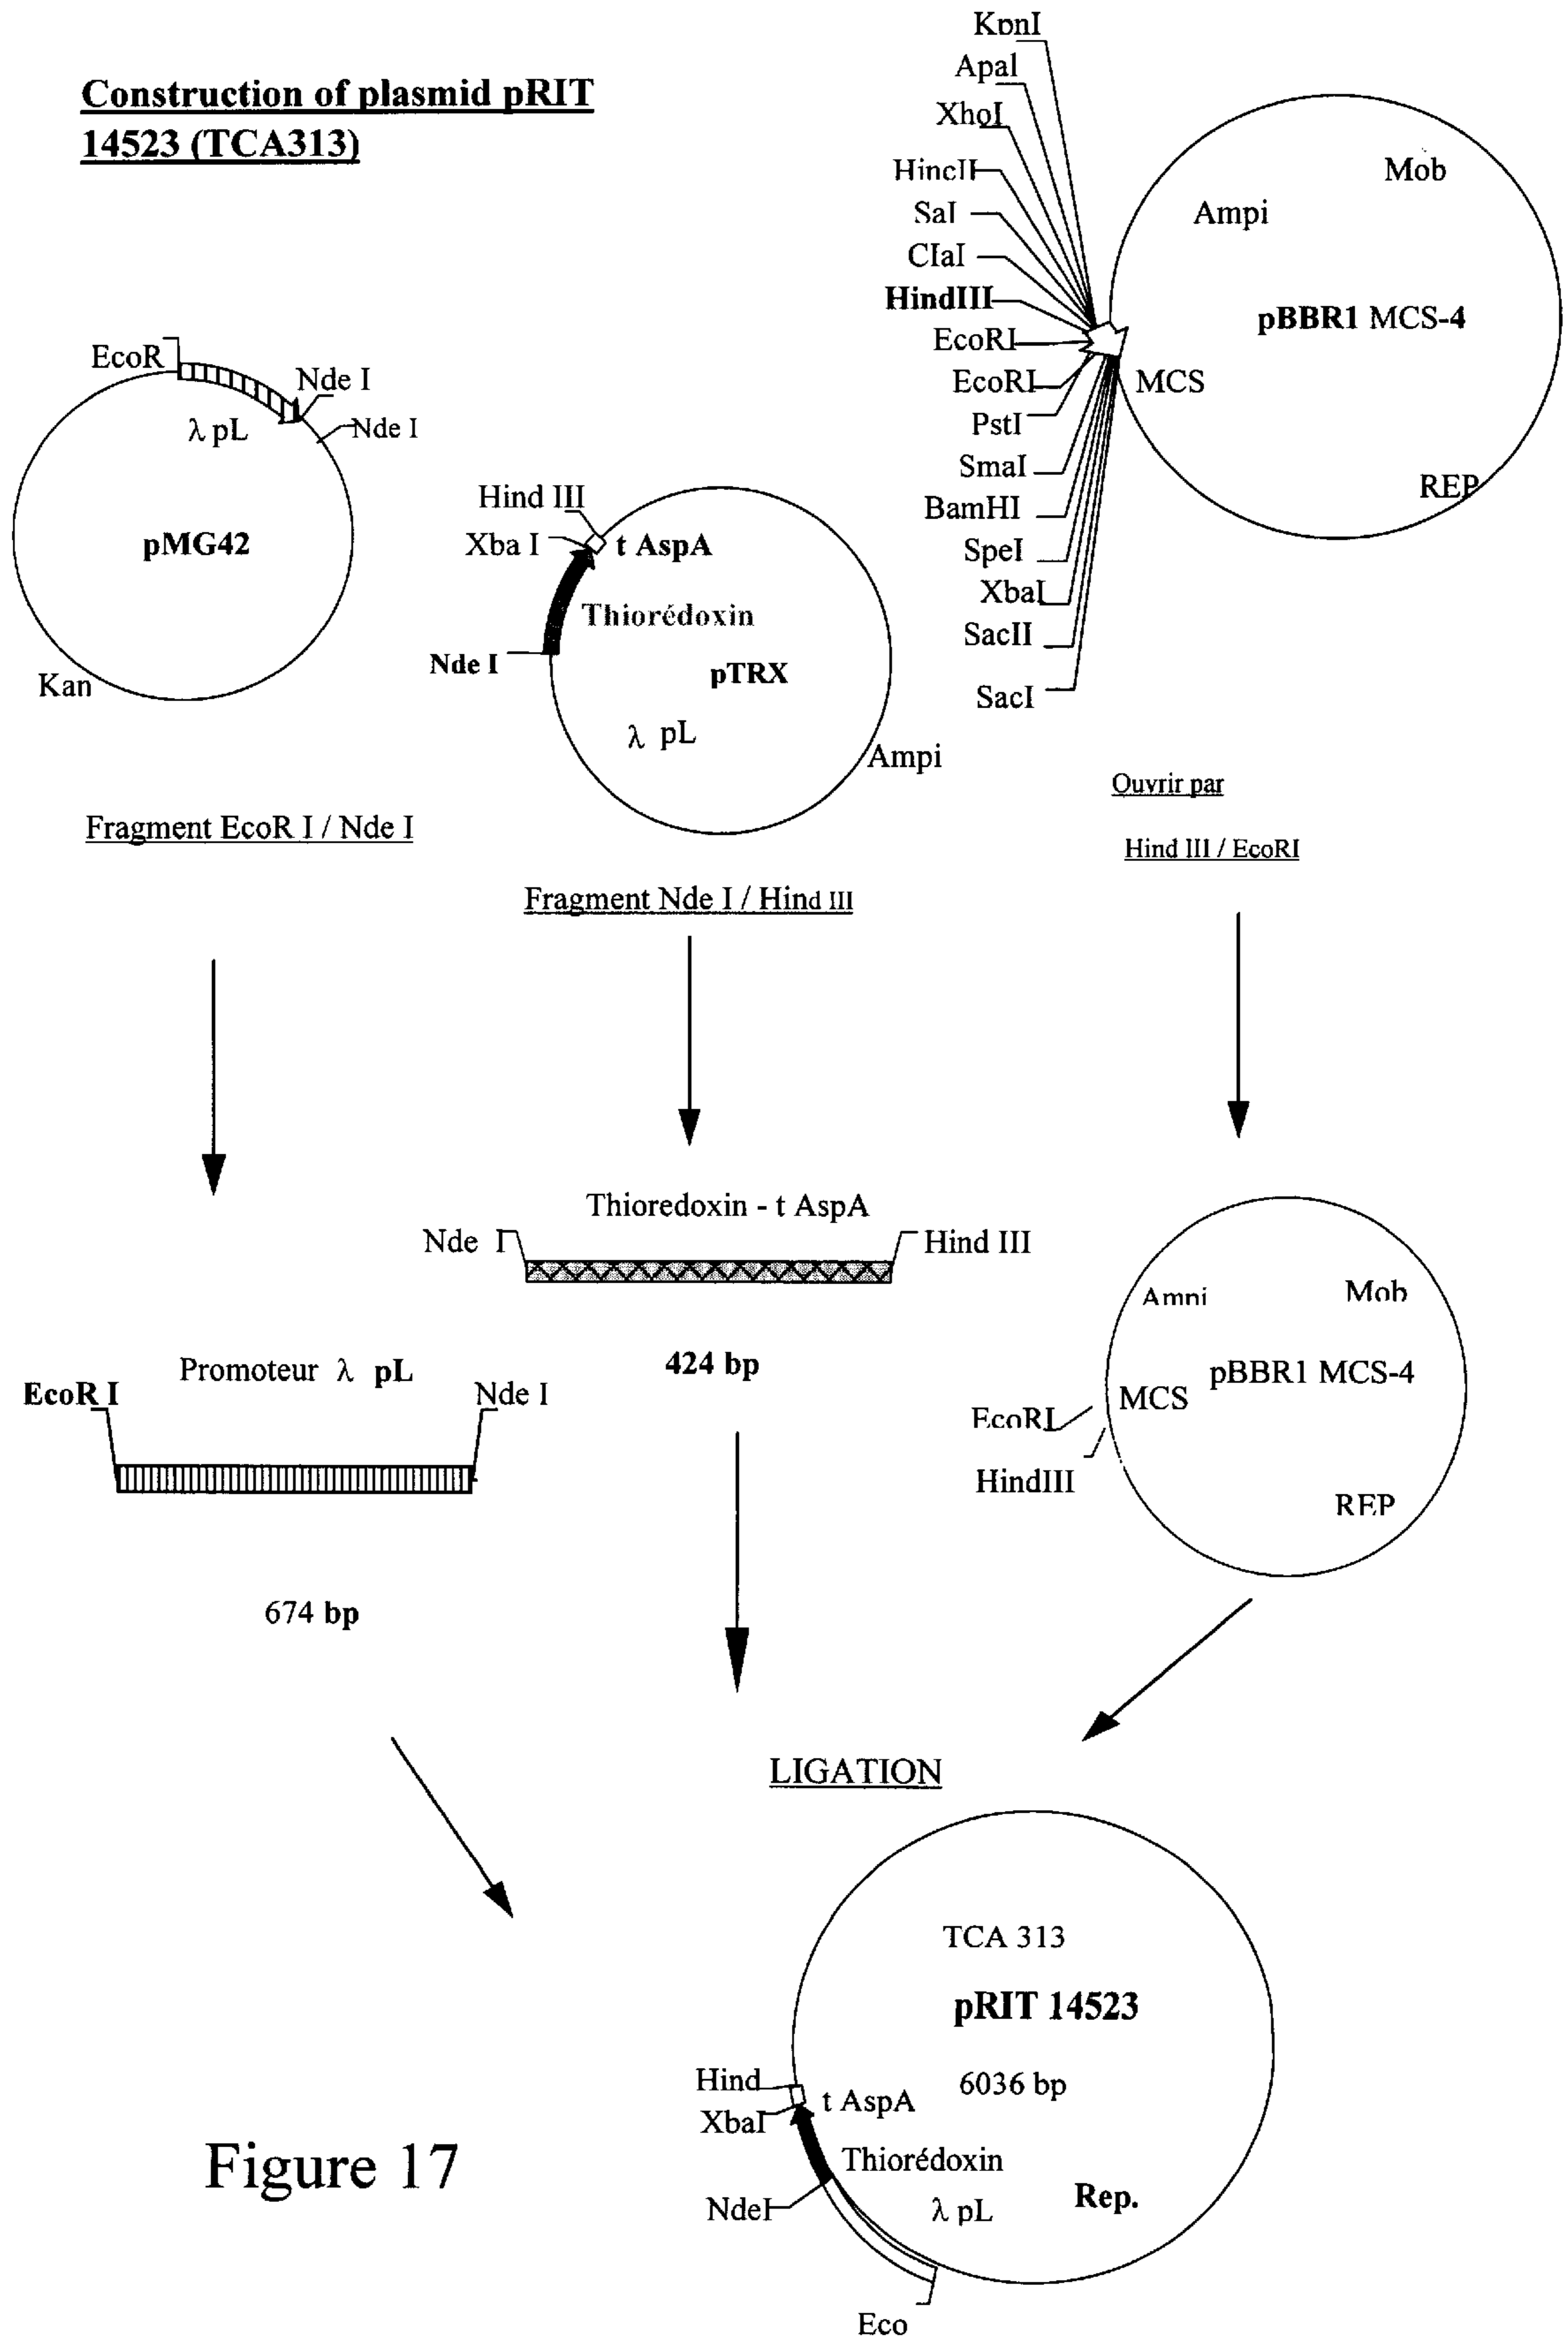 Construction of plasmid pRIT
14523 (TCA313)
KpnI
ApaI
XhoI
HincII
SaI
ClaI
HindIII
EcoRI
EcoRI
PstI
SmaI
BamHI
SpeI
XbaI
SacII
SacI
Mob
Ampi
pBBR1 MCS-4
MCS
REP
EcoR
Nde I
Nde I
λ pL
pMG42
Kan
Hind III
Xba I
t AspA
Thiorédoxin
Nde I
pTRX
λ pL
Ampi
Fragment EcoR I / Nde I
Fragment Nde I / Hind III
Ouvrir par
Hind III / EcoRI
Thioredoxin - t AspA
Nde I
Hind III
424 bp
Promoteur λ pL
EcoR I
Nde I
674 bp
Amni
Mob
pBBR1 MCS-4
MCS
EcoRI
HindIII
REP
LIGATION
TCA 313
pRIT 14523
6036 bp
Hind
XbaI
t AspA
Thiorédoxin
NdeI
λ pL
Rep.
Eco
Figure 17